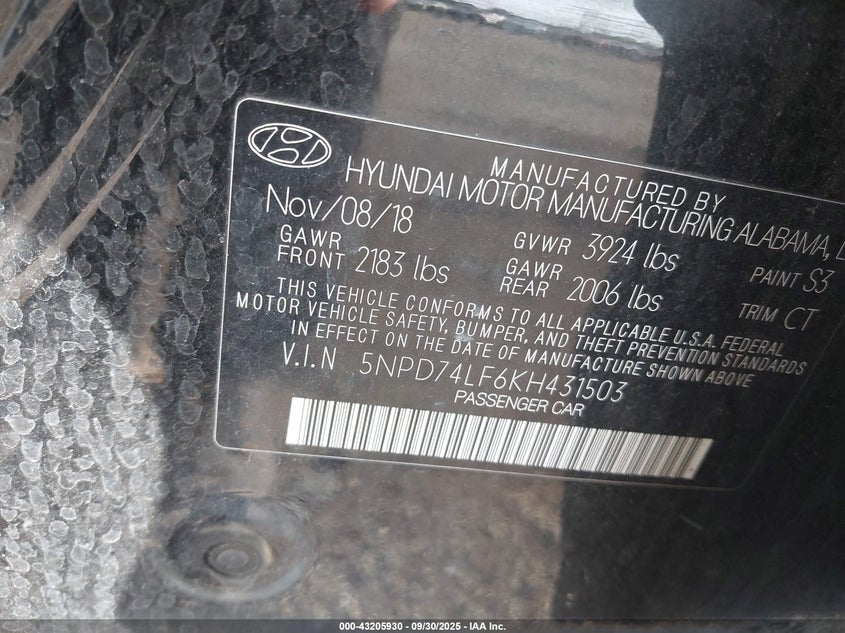 MANUFACTURED BY
HYUNDAI MOTOR MANUFACTURING ALABAMA,
Nov/08/18 GVWR 3924 lbs PAINT S3
GAWR FRONT 2183 lbs GAWR REAR 2006 lbs TRIM CT
THIS VEHICLE CONFORMS TO ALL APPLICABLE U.S.A. FEDERAL
MOTOR VEHICLE SAFETY, BUMPER, AND THEFT PREVENTION STANDARDS
IN EFFECT ON THE DATE OF MANUFACTURE SHOWN ABOVE
V.I.N 5NPD74LF6KH431503
PASSENGER CAR
000-43205930 - 09/30/2025 - IAA Inc.